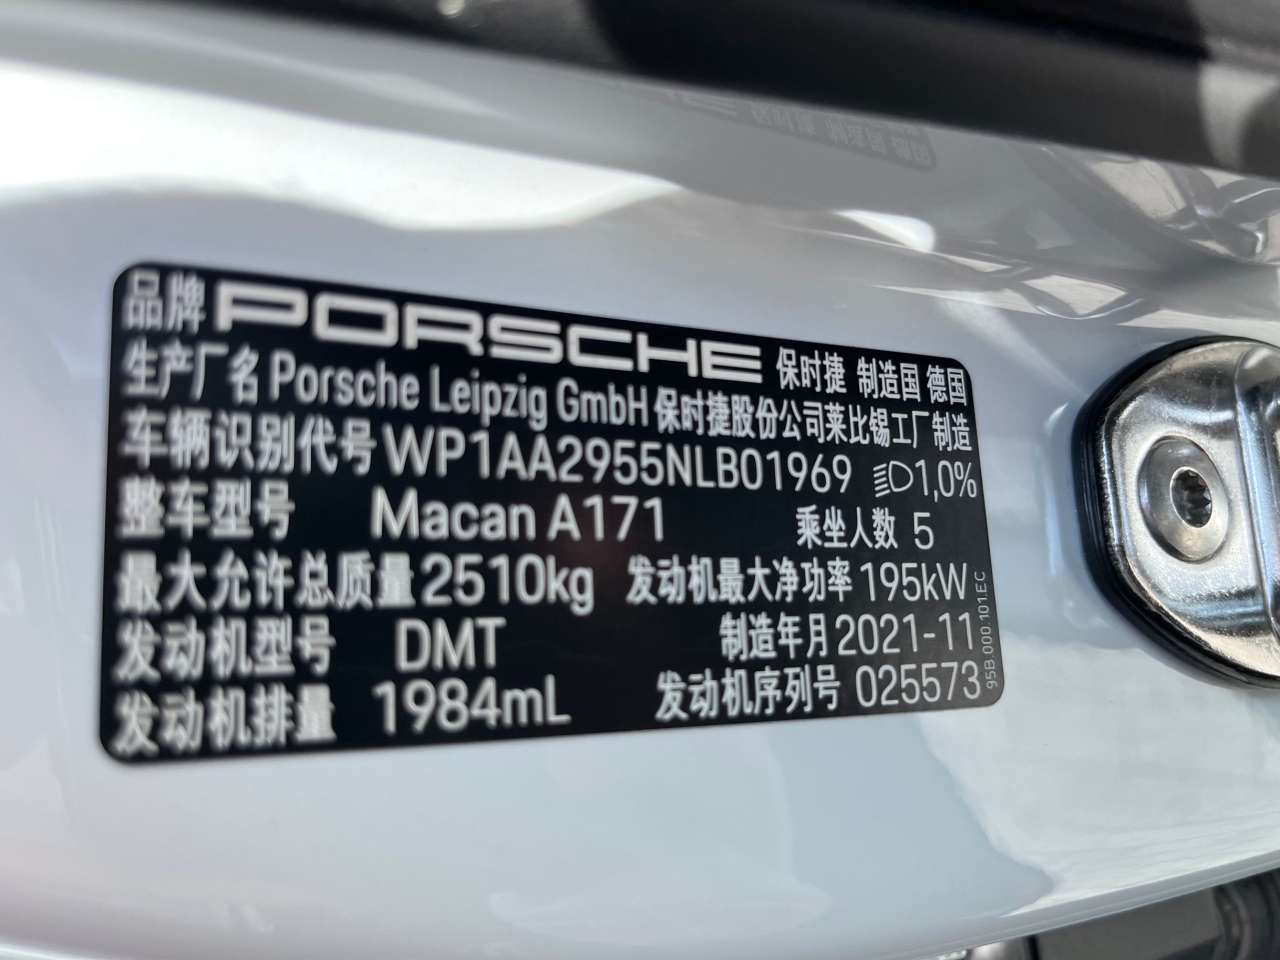 品牌 PORSCHE 保时捷 制造国 德国
生产厂名 Porsche Leipzig GmbH 保时捷股份公司莱比锡工厂制造
车辆识别代号 WP1AA2955NLB01969 1,0%
整车型号 Macan A171 乘坐人数 5
最大允许总质量 2510kg 发动机最大净功率 195kW
发动机型号 DMT 制造年月 2021-11
发动机排量 1984mL 发动机序列号 025573
95B.000.101.EC